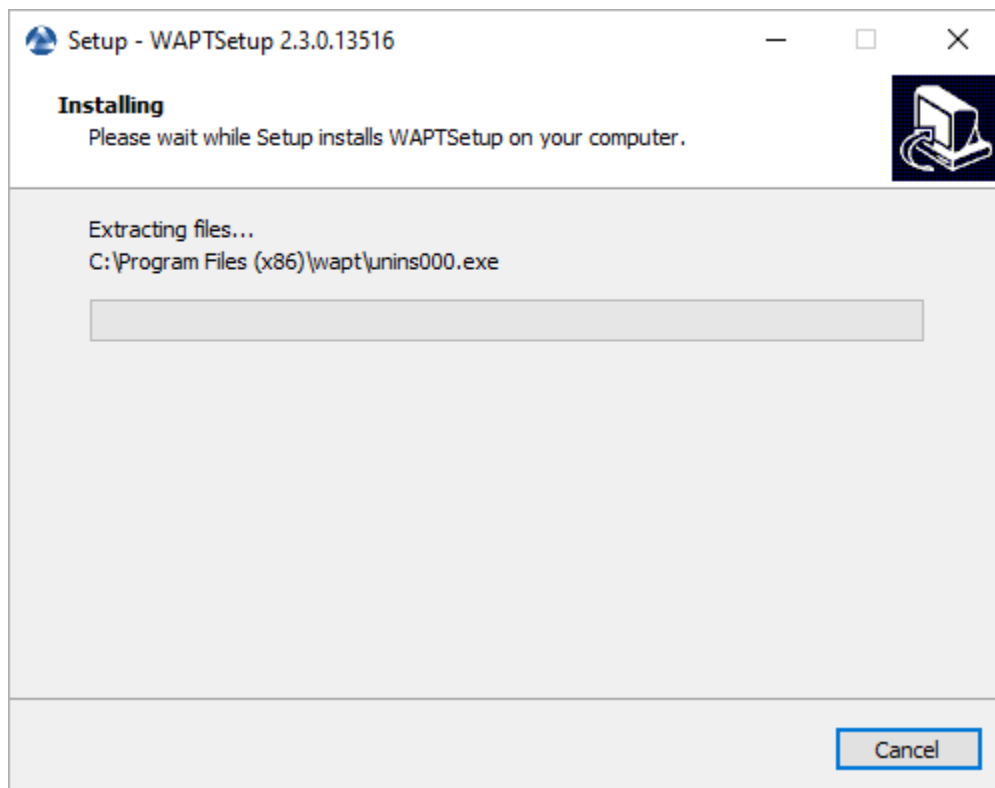 Setup - WAPTSetup 2.3.0.13516
Installing
Please wait while Setup installs WAPTSetup on your computer.
Extracting files...
C:\Program Files (x86)\wapt\unins000.exe
Cancel